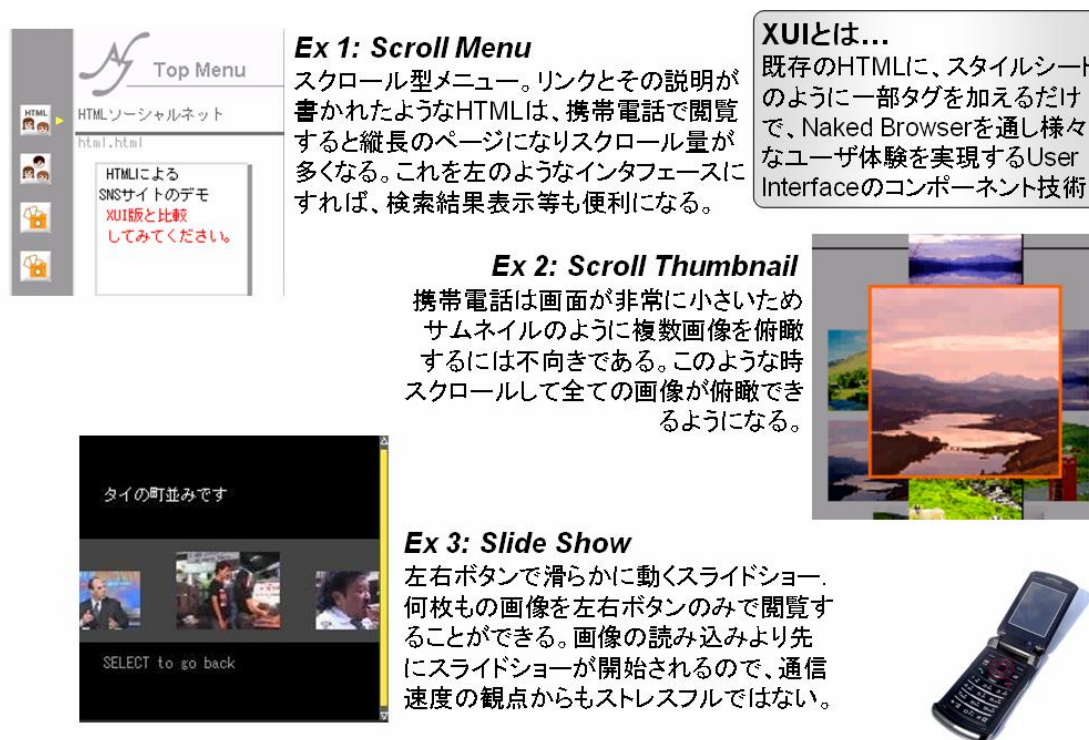 Top Menu
HTML
HTMLソーシャルネット
html.html
HTMLによる
SNSサイトのデモ
XUI版と比較
してみてください。
Ex 1: Scroll Menu
スクロール型メニュー。リンクとその説明が
書かれたようなHTMLは、携帯電話で閲覧
すると縦長のページになりスクロール量が
多くなる。これを左のようなインタフェースに
すれば、検索結果表示等も便利になる。
XUIとは...
既存のHTMLに、スタイルシート
のように一部タグを加えるだけ
で、Naked Browserを通し様々
なユーザ体験を実現するUser
Interfaceのコンポーネント技術
Ex 2: Scroll Thumbnail
携帯電話は画面が非常に小さいため
サムネイルのように複数画像を俯瞰
するには不向きである。このような時
スクロールして全ての画像が俯瞰でき
るようになる。
タイの町並みです
SELECT to go back
Ex 3: Slide Show
左右ボタンで滑らかに動くスライドショー.
何枚もの画像を左右ボタンのみで閲覧す
ることができる。画像の読み込みより先
にスライドショーが開始されるので、通信
速度の観点からもストレスフルではない。